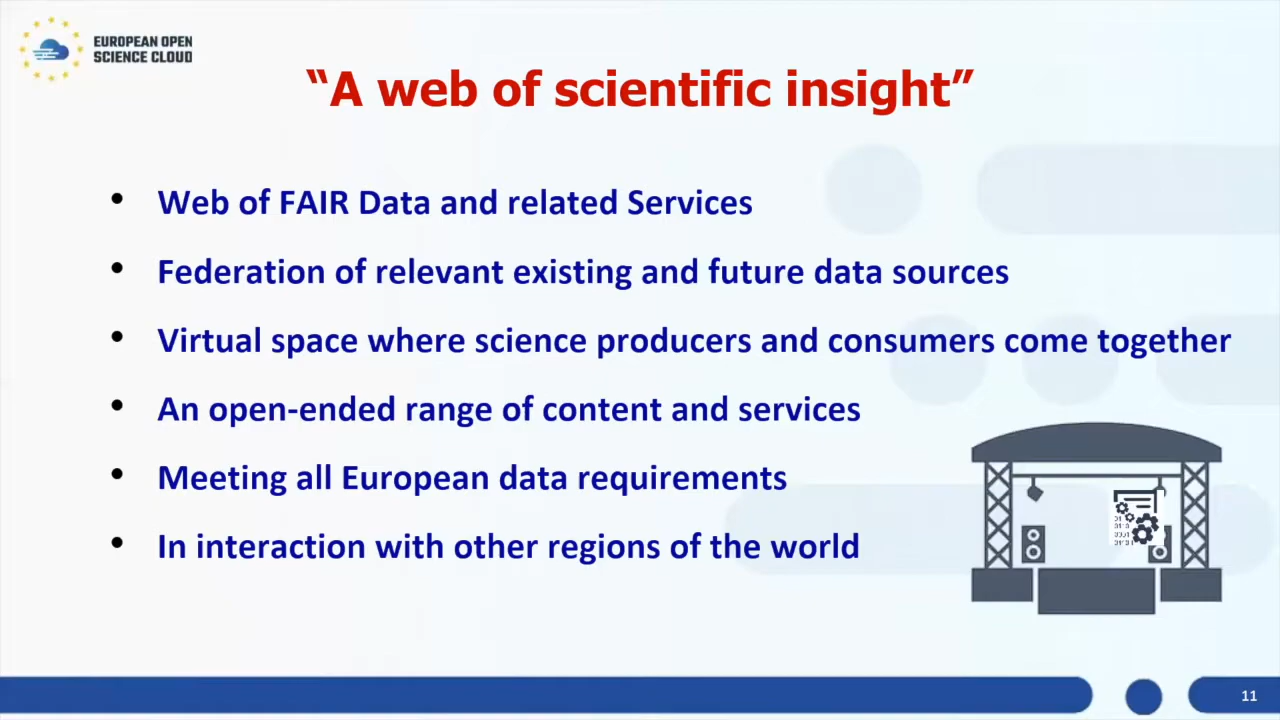 EUROPEAN OPEN
SCIENCE CLOUD
“A web of scientific insight”
• Web of FAIR Data and related Services
• Federation of relevant existing and future data sources
• Virtual space where science producers and consumers come together
• An open-ended range of content and services
• Meeting all European data requirements
• In interaction with other regions of the world
11